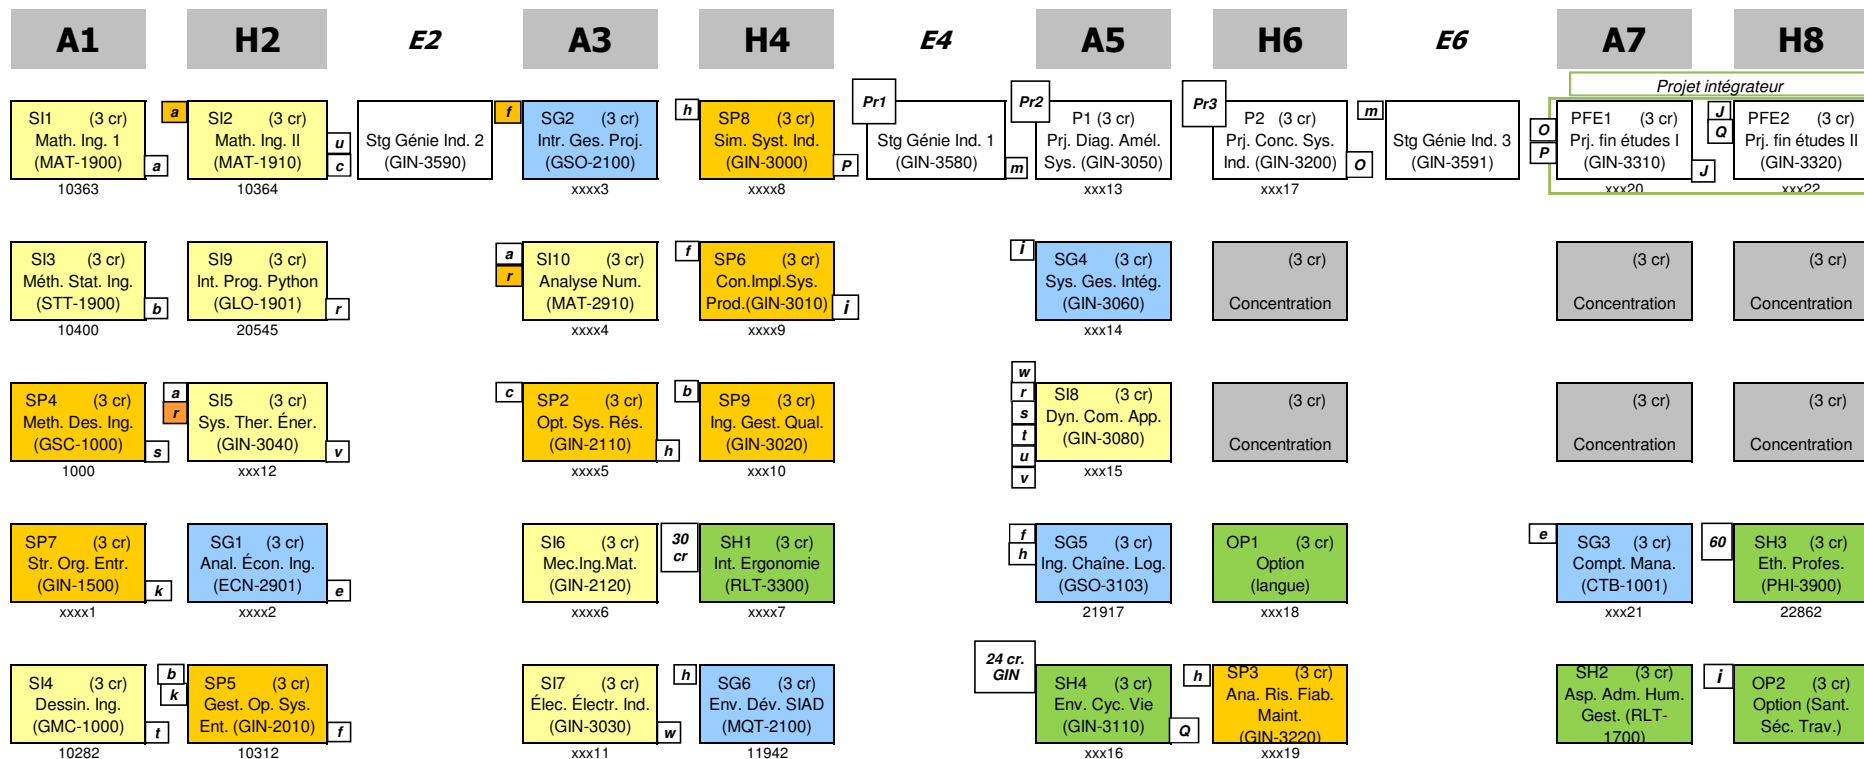 A1 H2 E2 A3 H4 E4 A5 H6 E6 A7 H8
Projet intégrateur
SI1 (3 cr)
Math. Ing. 1
(MAT-1900)
a
10363
a
SI2 (3 cr)
Math. Ing. II
(MAT-1910)
u
c
10364
Stg Génie Ind. 2
(GIN-3590)
f
SG2 (3 cr)
Intr. Ges. Proj.
(GSO-2100)
xxxx3
h
SP8 (3 cr)
Sim. Syst. Ind.
(GIN-3000)
P
xxxx8
Pr1
Stg Génie Ind. 1
(GIN-3580)
m
Pr2
P1 (3 cr)
Prj. Diag. Amél.
Sys. (GIN-3050)
xxx13
Pr3
P2 (3 cr)
Prj. Conc. Sys.
Ind. (GIN-3200)
O
xxx17
m
Stg Génie Ind. 3
(GIN-3591)
O
P
PFE1 (3 cr)
Prj. fin études I
(GIN-3310)
J
xxx20
J
Q
PFE2 (3 cr)
Prj. fin études II
(GIN-3320)
xxx22
SI3 (3 cr)
Méth. Stat. Ing.
(STT-1900)
b
10400
SI9 (3 cr)
Int. Prog. Python
(GLO-1901)
r
20545
a
r
SI10 (3 cr)
Analyse Num.
(MAT-2910)
xxxx4
f
SP6 (3 cr)
Con.Impl.Sys.
Prod.(GIN-3010)
i
xxxx9
i
SG4 (3 cr)
Sys. Ges. Intég.
(GIN-3060)
xxx14
(3 cr)
Concentration
(3 cr)
Concentration
(3 cr)
Concentration
SP4 (3 cr)
Meth. Des. Ing.
(GSC-1000)
s
1000
a
r
SI5 (3 cr)
Sys. Ther. Éner.
(GIN-3040)
v
xxx12
c
SP2 (3 cr)
Opt. Sys. Rés.
(GIN-2110)
h
xxxx5
b
SP9 (3 cr)
Ing. Gest. Qual.
(GIN-3020)
xxx10
w
r
s
t
u
v
SI8 (3 cr)
Dyn. Com. App.
(GIN-3080)
xxx15
(3 cr)
Concentration
(3 cr)
Concentration
(3 cr)
Concentration
SP7 (3 cr)
Str. Org. Entr.
(GIN-1500)
k
xxxx1
SG1 (3 cr)
Anal. Écon. Ing.
(ECN-2901)
e
xxxx2
SI6 (3 cr)
Mec.Ing.Mat.
(GIN-2120)
xxxx6
30
cr
SH1 (3 cr)
Int. Ergonomie
(RLT-3300)
xxxx7
f
h
SG5 (3 cr)
Ing. Chaîne. Log.
(GSO-3103)
21917
OP1 (3 cr)
Option
(langue)
xxx18
e
SG3 (3 cr)
Compt. Mana.
(CTB-1001)
xxx21
60
SH3 (3 cr)
Eth. Profes.
(PHI-3900)
22862
SI4 (3 cr)
Dessin. Ing.
(GMC-1000)
t
10282
b
k
SP5 (3 cr)
Gest. Op. Sys.
Ent. (GIN-2010)
f
10312
SI7 (3 cr)
Élec. Électr. Ind.
(GIN-3030)
w
xxx11
h
SG6 (3 cr)
Env. Dév. SIAD
(MQT-2100)
11942
24 cr.
GIN
SH4 (3 cr)
Env. Cyc. Vie
(GIN-3110)
Q
xxx16
h
SP3 (3 cr)
Ana. Ris. Fiab.
Maint.
(GIN-3220)
xxx19
SH2 (3 cr)
Asp. Adm. Hum.
Gest. (RLT-
1700)
i
OP2 (3 cr)
Option (Sant.
Séc. Trav.)